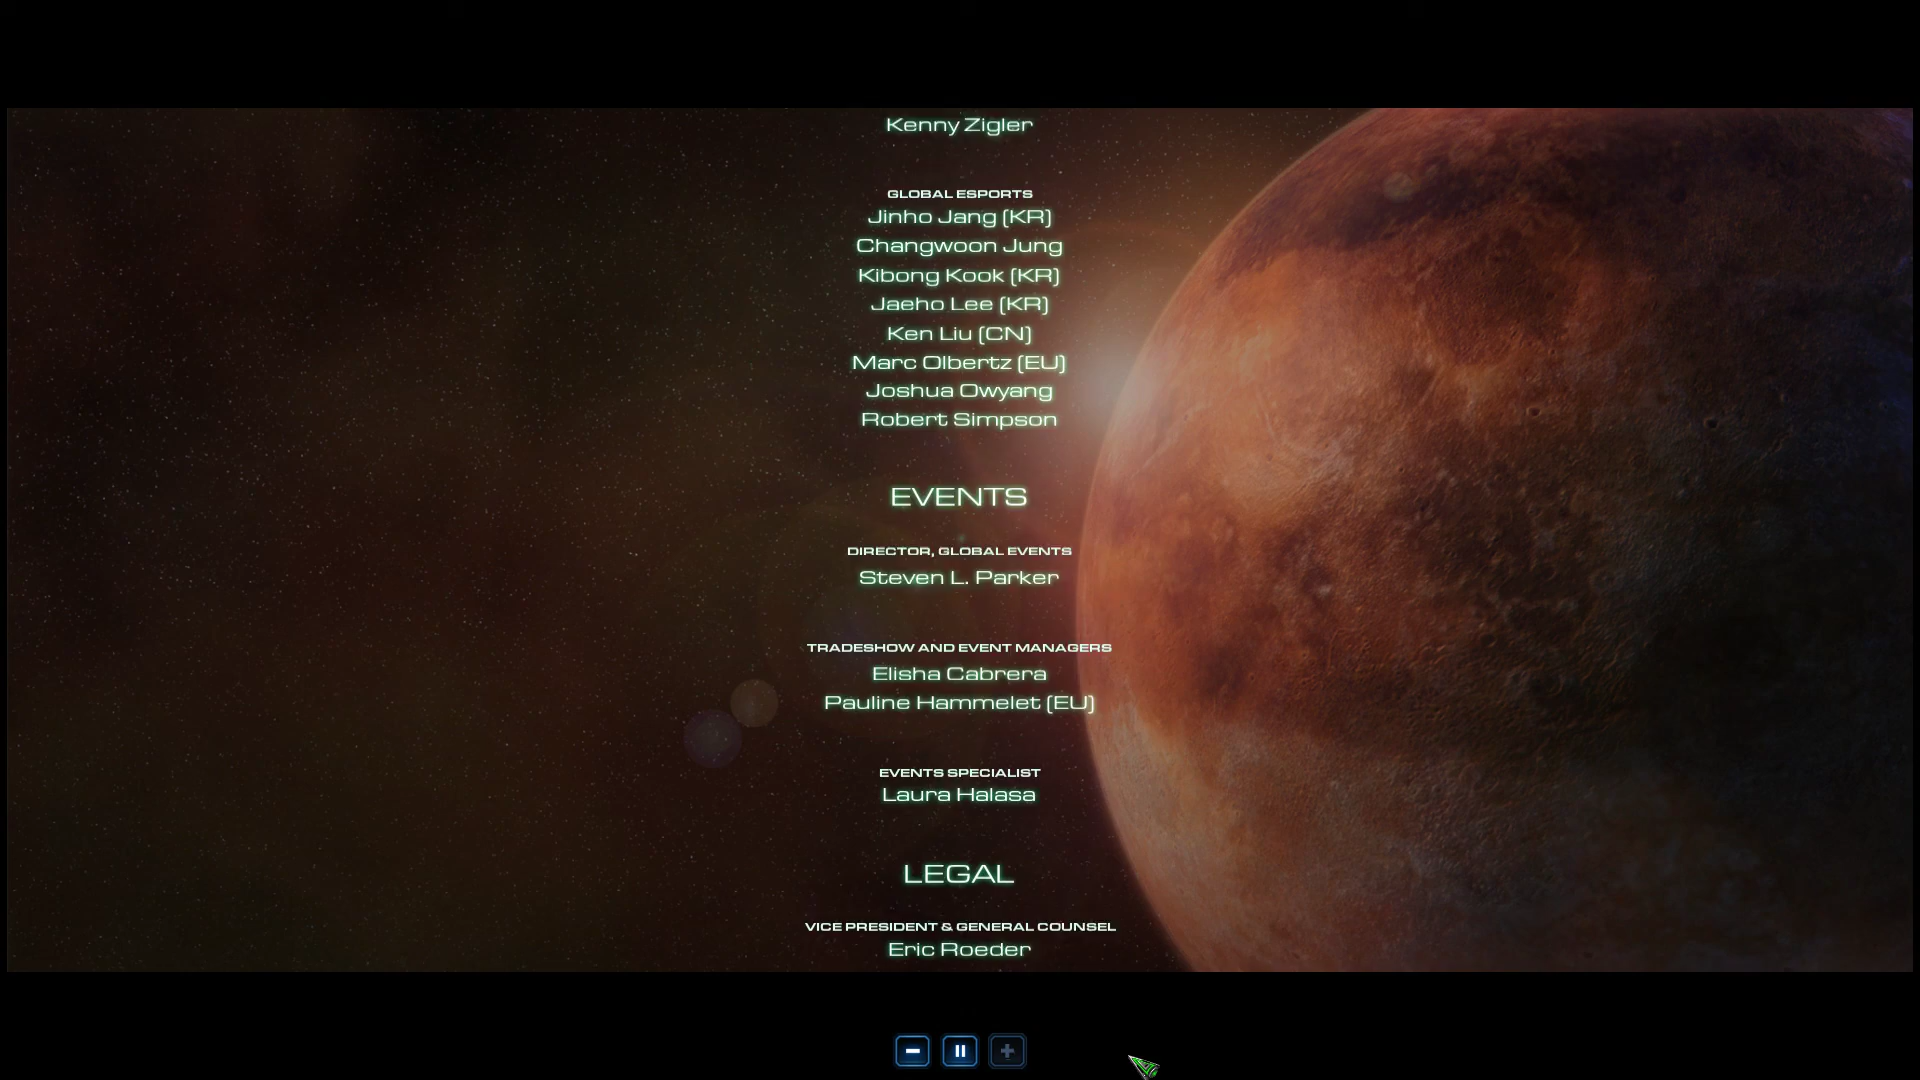 Kenny Zigler
GLOBAL ESPORTS
Jinho Jang (KR)
Changwoon Jung
Kibong Kook (KR)
Jaeho Lee (KR)
Ken Liu (CN)
Marc Olbertz (EU)
Joshua Owyang
Robert Simpson
EVENTS
DIRECTOR, GLOBAL EVENTS
Steven L. Parker
TRADESHOW AND EVENT MANAGERS
Elisha Cabrera
Pauline Hammelet (EU)
EVENTS SPECIALIST
Laura Halasa
LEGAL
VICE PRESIDENT & GENERAL COUNSEL
Eric Roeder